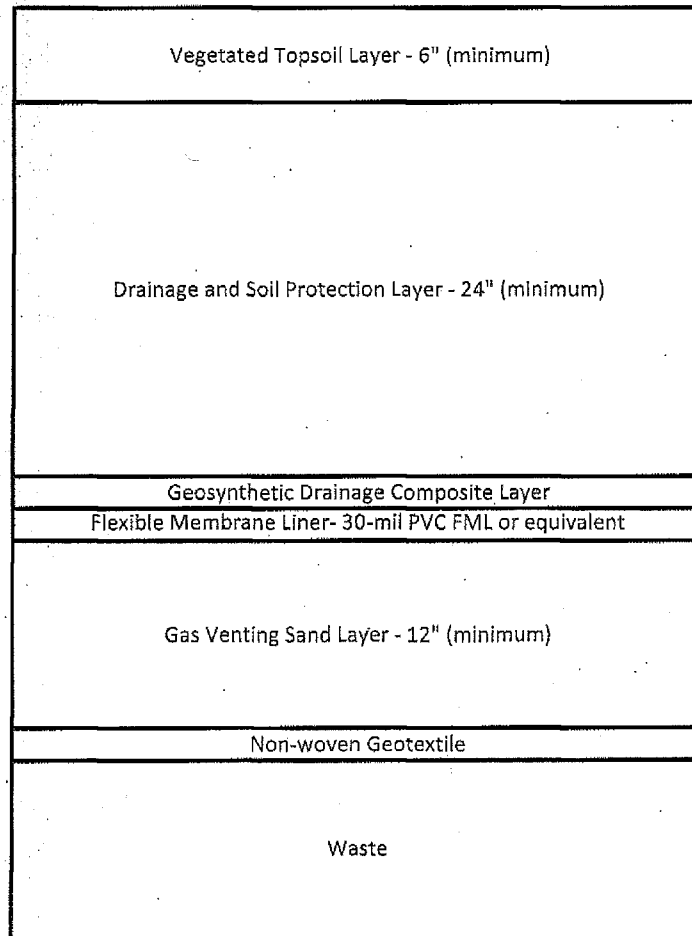 Vegetated Topsoil Layer - 6" (minimum)
Drainage and Soil Protection Layer - 24" (minimum)
Geosynthetic Drainage Composite Layer
Flexible Membrane Liner- 30-mil PVC FML or equivalent
Gas Venting Sand Layer - 12" (minimum)
Non-woven Geotextile
Waste